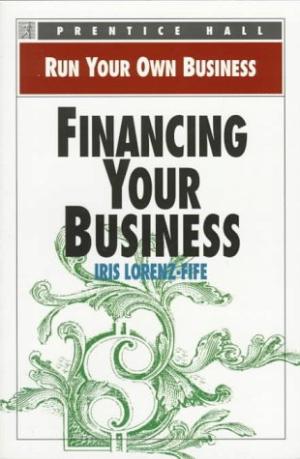 PRENTICE HALL
RUN YOUR OWN BUSINESS
FINANCING
YOUR
BUSINESS
IRIS LORENZ-FIFE